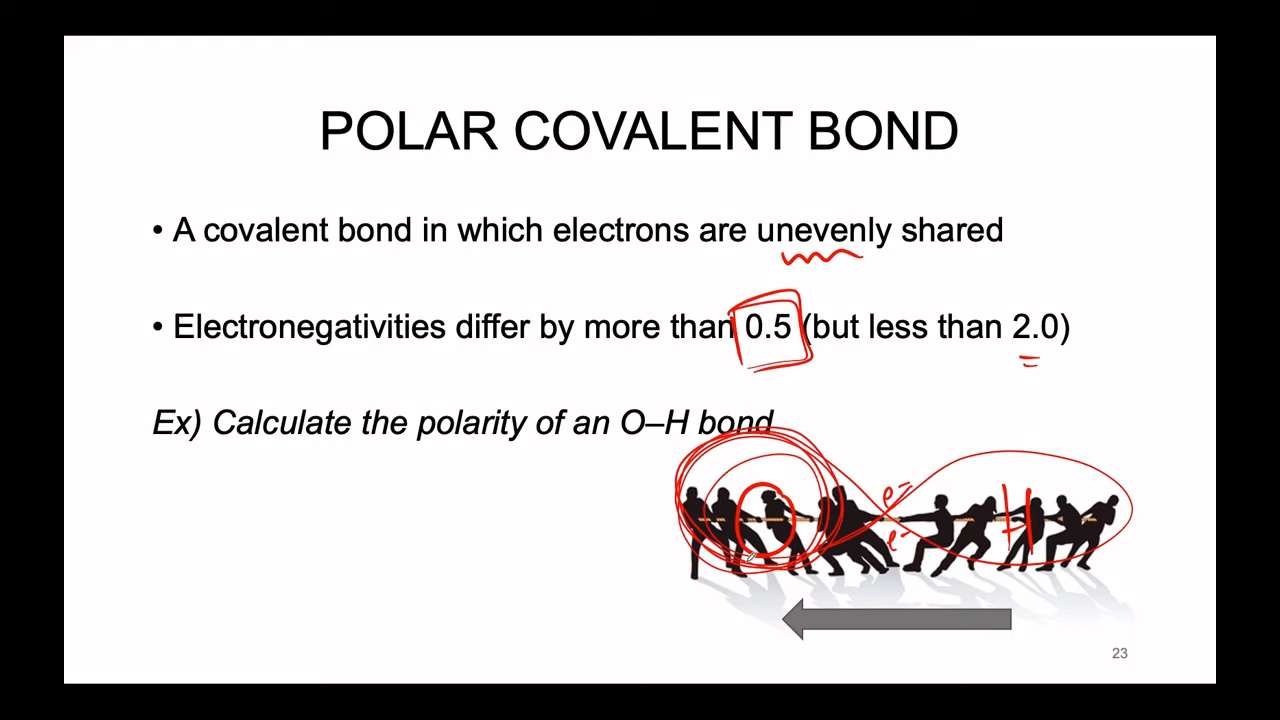 POLAR COVALENT BOND
• A covalent bond in which electrons are unevenly shared
• Electronegativities differ by more than 0.5 (but less than 2.0)
Ex) Calculate the polarity of an O–H bond
e-
O H
e-
23